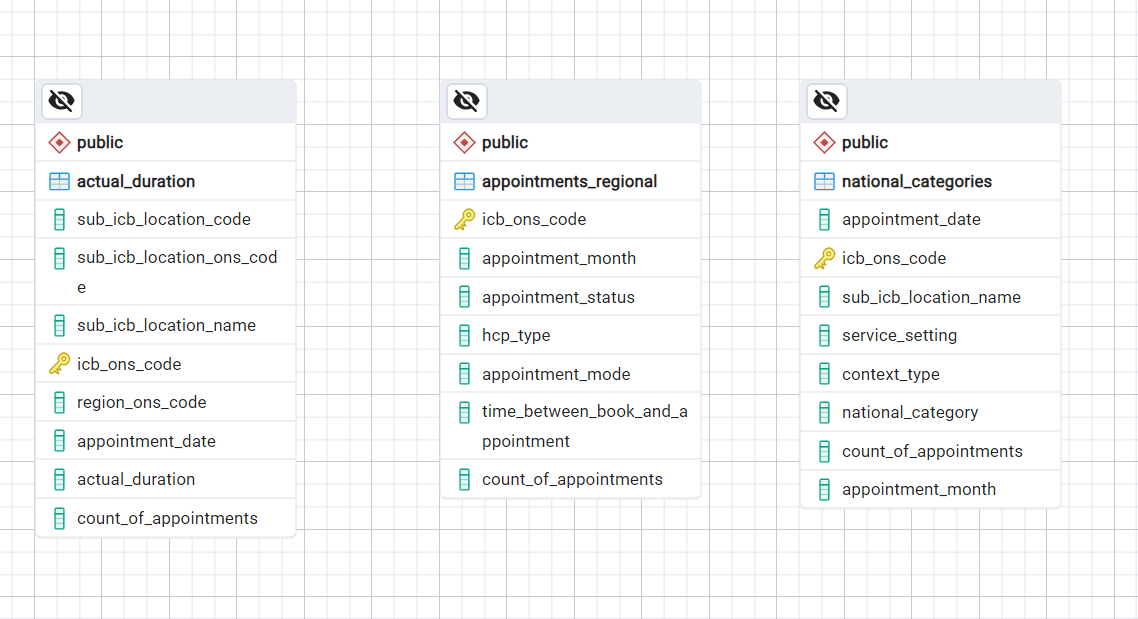 public
actual_duration
sub_icb_location_code
sub_icb_location_ons_cod
e
sub_icb_location_name
icb_ons_code
region_ons_code
appointment_date
actual_duration
count_of_appointments
public
appointments_regional
icb_ons_code
appointment_month
appointment_status
hcp_type
appointment_mode
time_between_book_and_a
ppointment
count_of_appointments
public
national_categories
appointment_date
icb_ons_code
sub_icb_location_name
service_setting
context_type
national_category
count_of_appointments
appointment_month